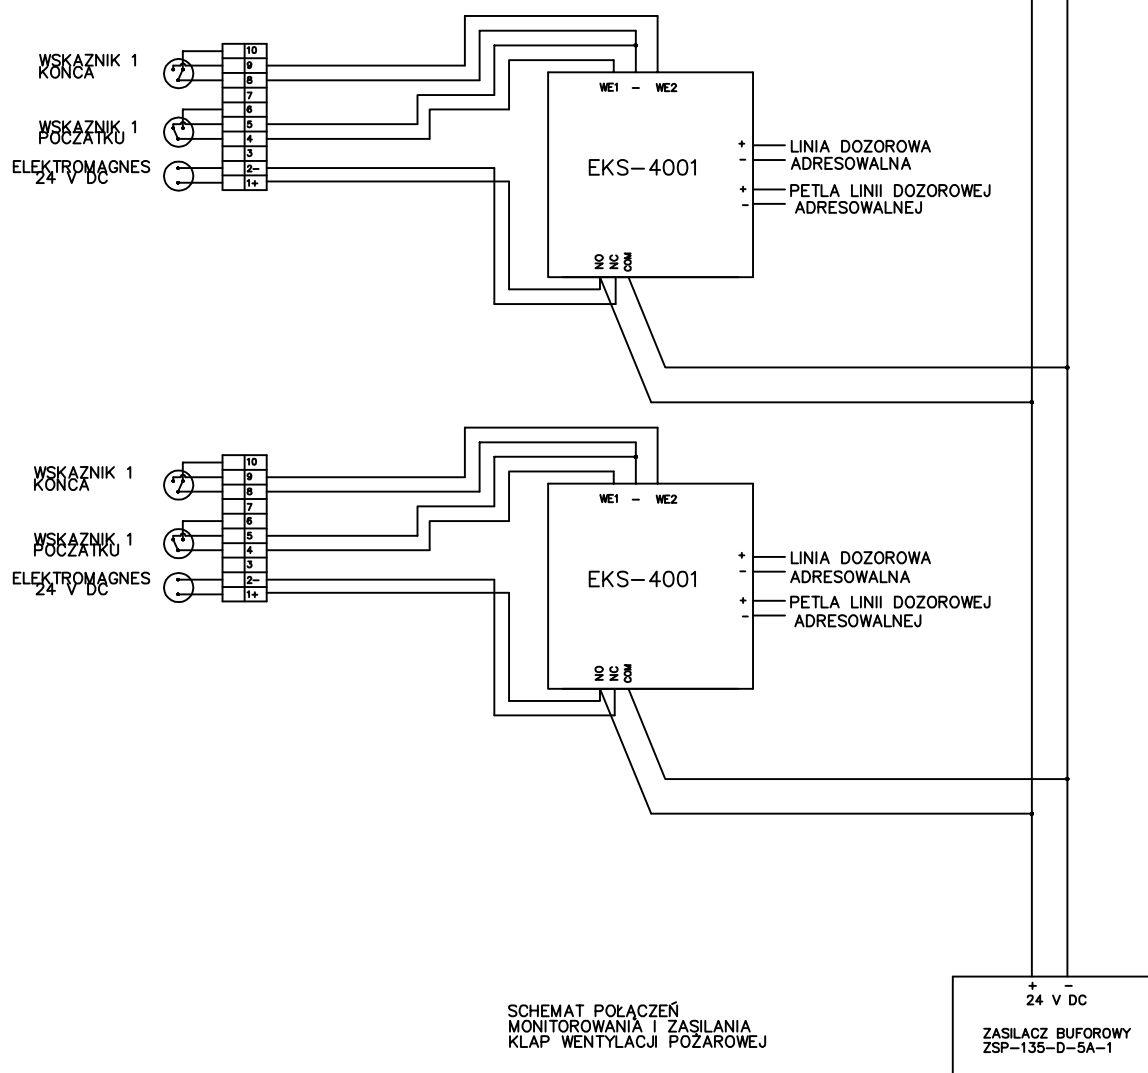 WSKAZNIK 1
KONCA
WSKAZNIK 1
POCZATKU
ELEKTROMAGNES
24 V DC
10
9
8
7
6
5
4
3
2-
1+
WE1 - WE2
EKS-4001
+
-
+
-
LINIA DOZOROWA
ADRESOWALNA
PETLA LINII DOZOROWEJ
ADRESOWALNEJ
NO
NC
COM
WSKAZNIK 1
KONCA
WSKAZNIK 1
POCZATKU
ELEKTROMAGNES
24 V DC
10
9
8
7
6
5
4
3
2-
1+
WE1 - WE2
EKS-4001
+
-
+
-
LINIA DOZOROWA
ADRESOWALNA
PETLA LINII DOZOROWEJ
ADRESOWALNEJ
NO
NC
COM
SCHEMAT POŁĄCZEŃ
MONITOROWANIA I ZASILANIA
KLAP WENTYLACJI POŻAROWEJ
+ -
24 V DC
ZASILACZ BUFOROWY
ZSP-135-D-5A-1